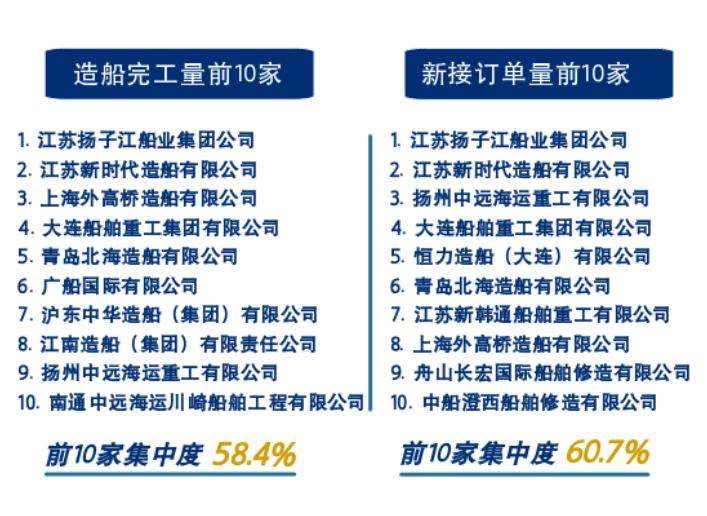 造船完工量前10家
1. 江苏扬子江船业集团公司
2. 江苏新时代造船有限公司
3. 上海外高桥造船有限公司
4. 大连船舶重工集团有限公司
5. 青岛北海造船有限公司
6. 广船国际有限公司
7. 沪东中华造船（集团）有限公司
8. 江南造船（集团）有限责任公司
9. 扬州中远海运重工有限公司
10. 南通中远海运川崎船舶工程有限公司
前10家集中度 58.4%
新接订单量前10家
1. 江苏扬子江船业集团公司
2. 江苏新时代造船有限公司
3. 扬州中远海运重工有限公司
4. 大连船舶重工集团有限公司
5. 恒力造船（大连）有限公司
6. 青岛北海造船有限公司
7. 江苏新韩通船舶重工有限公司
8. 上海外高桥造船有限公司
9. 舟山长宏国际船舶修造有限公司
10. 中船澄西船舶修造有限公司
前10家集中度 60.7%